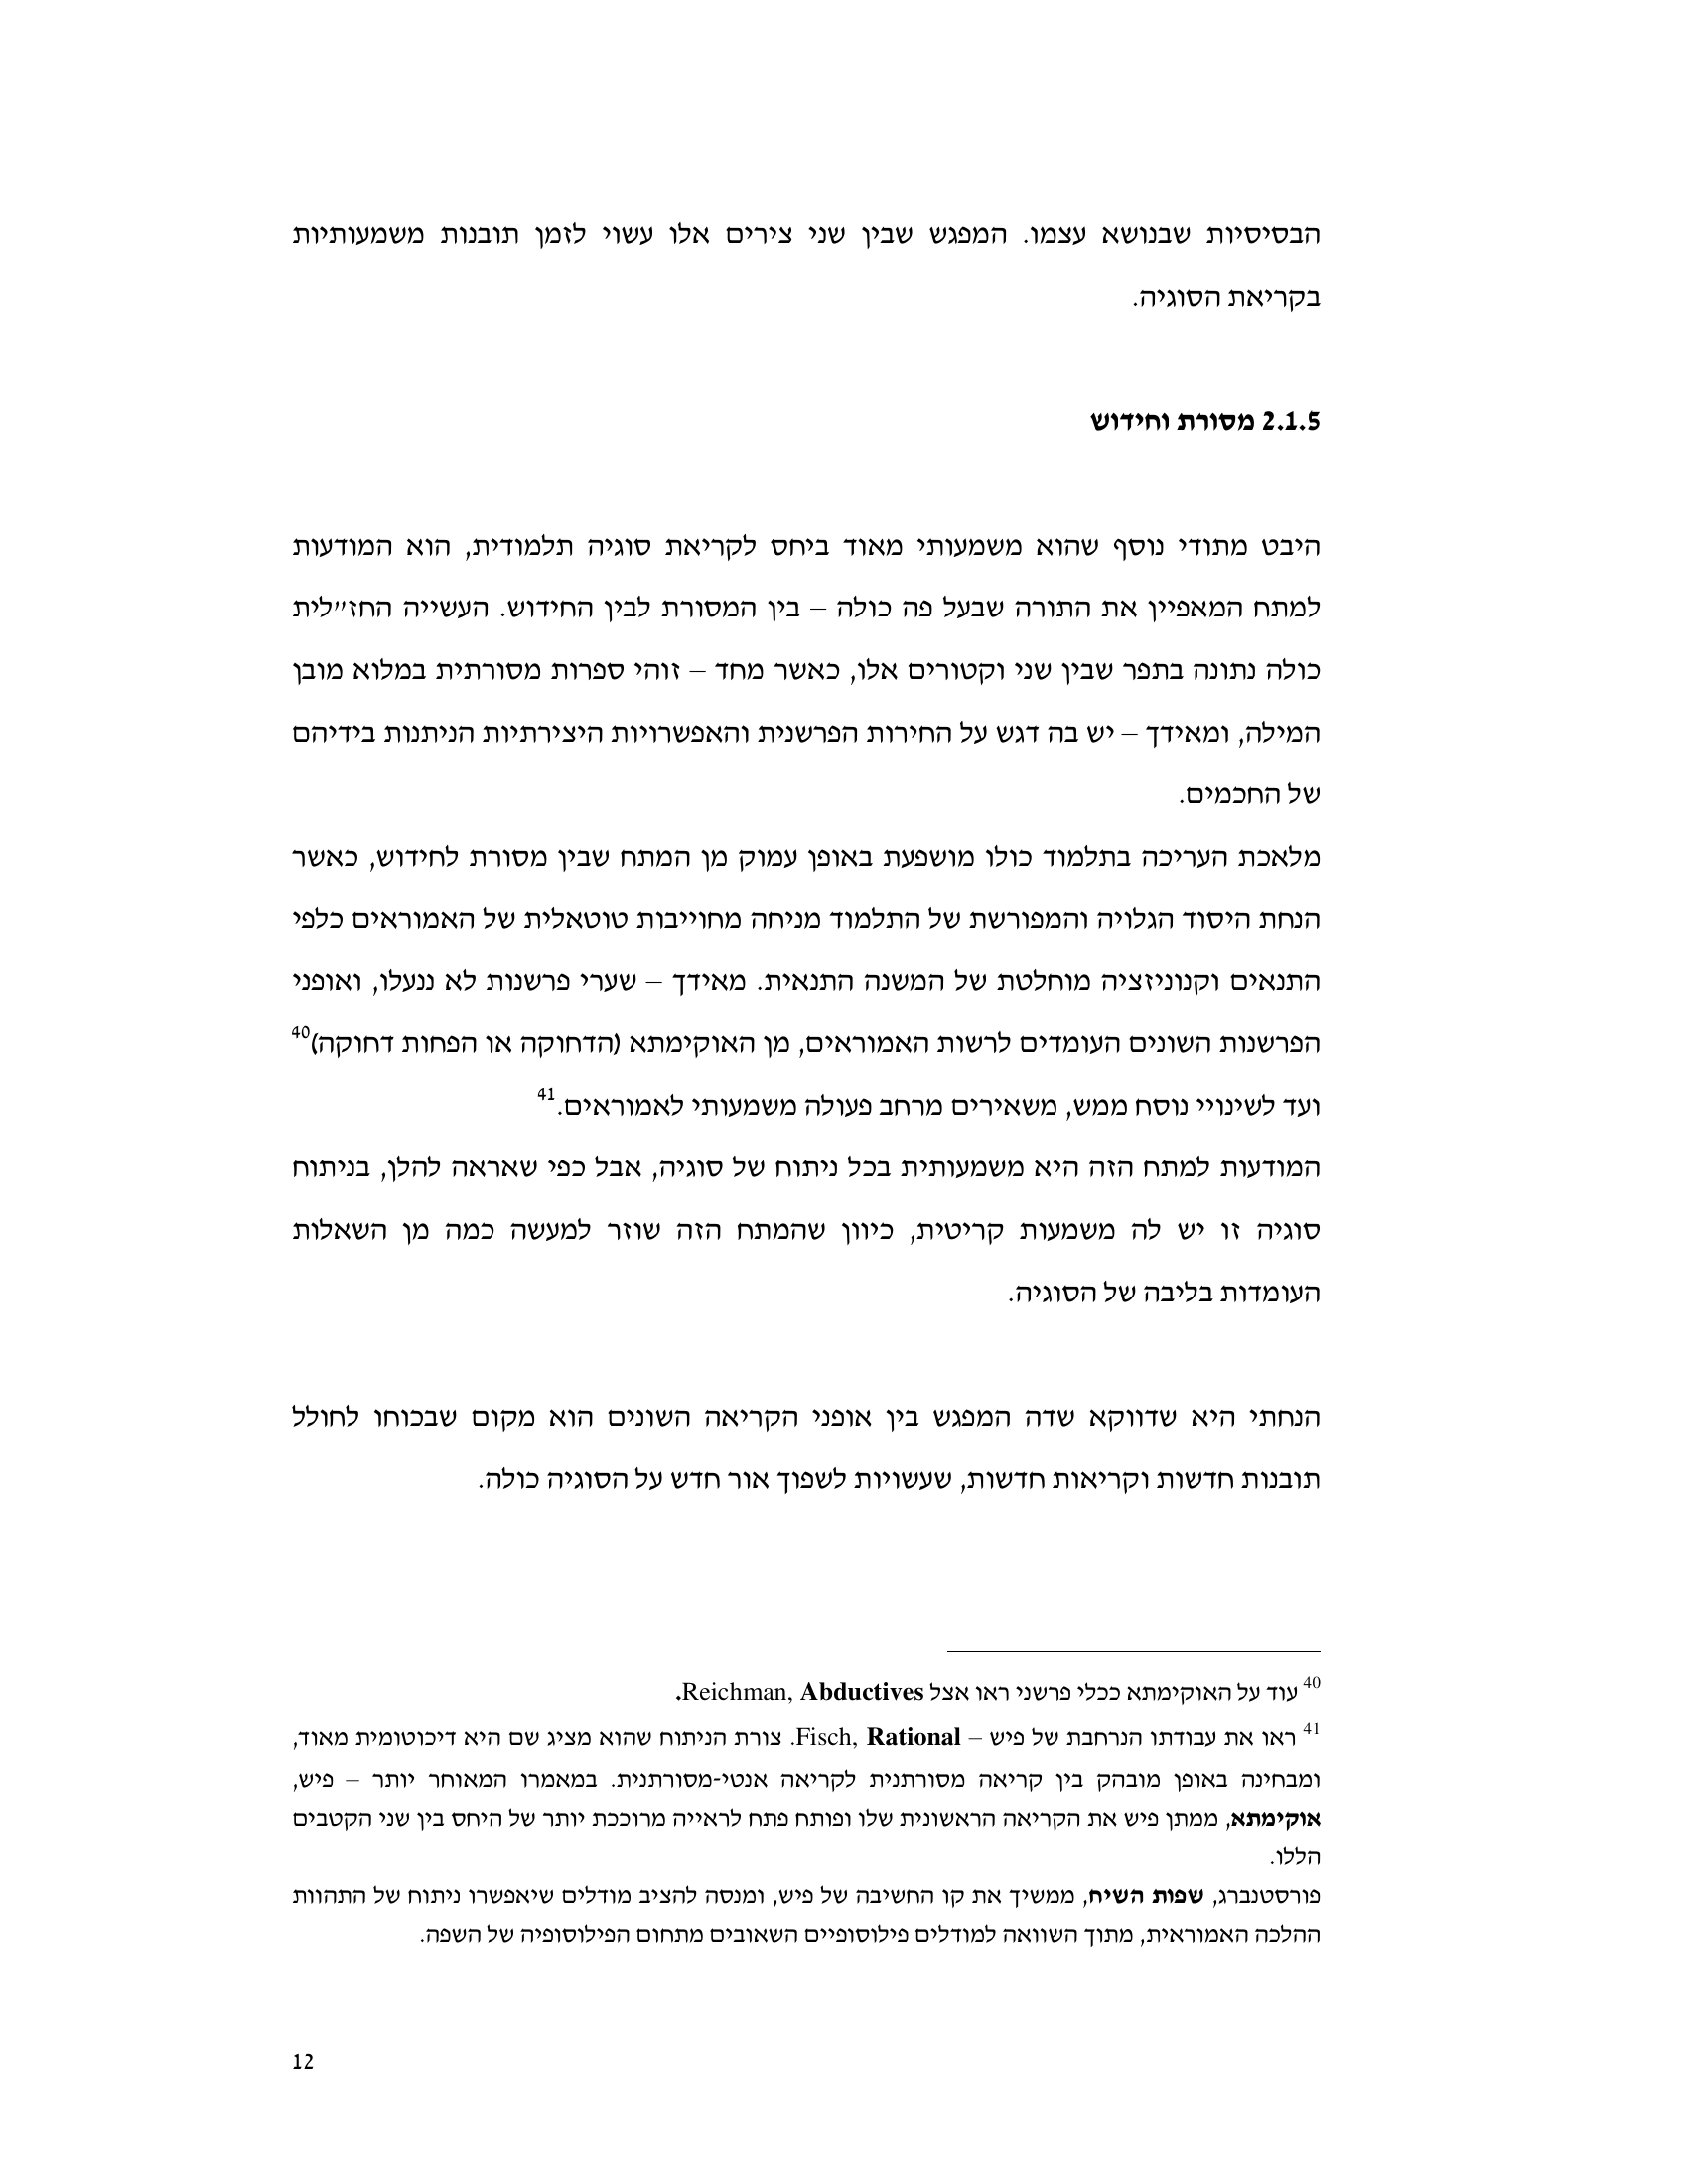 הבסיסיות שבנושא עצמו. המפגש שבין שני צירים אלו עשוי לזמן תובנות משמעותיות
בקריאת הסוגיה.
2.1.5 מסורת וחידוש
היבט מתודי נוסף שהוא משמעותי מאוד ביחס לקריאת סוגיה תלמודית, הוא המודעות
למתח המאפיין את התורה שבעל פה כולה – בין המסורת לבין החידוש. העשייה החז״לית
כולה נתונה בתפר שבין שני וקטורים אלו, כאשר מחד – זוהי ספרות מסורתית במלוא מובן
המילה, ומאידך – יש בה דגש על החירות הפרשנית והאפשרויות היצירתיות הניתנות בידיהם
של החכמים.
מלאכת העריכה בתלמוד כולו מושפעת באופן עמוק מן המתח שבין מסורת לחידוש, כאשר
הנחת היסוד הגלויה והמפורשת של התלמוד מניחה מחוייבות טוטאלית של האמוראים כלפי
התנאים וקנוניזציה מוחלטת של המשנה התנאית. מאידך – שערי פרשנות לא ננעלו, ואופני
הפרשנות השונים העומדים לרשות האמוראים, מן האוקימתא (הדחוקה או הפחות דחוקה)40
ועד לשינויי נוסח ממש, משאירים מרחב פעולה משמעותי לאמוראים.41
המודעות למתח הזה היא משמעותית בכל ניתוח של סוגיה, אבל כפי שאראה להלן, בניתוח
סוגיה זו יש לה משמעות קריטית, כיוון שהמתח הזה שוזר למעשה כמה מן השאלות
העומדות בליבה של הסוגיה.
הנחתי היא שדווקא שדה המפגש בין אופני הקריאה השונים הוא מקום שבכוחו לחולל
תובנות חדשות וקריאות חדשות, שעשויות לשפוך אור חדש על הסוגיה כולה.
40 עוד על האוקימתא ככלי פרשני ראו אצל Reichman, Abductives.
41 ראו את עבודתו הנרחבת של פיש – Fisch, Rational. צורת הניתוח שהוא מציג שם היא דיכוטומית מאוד,
ומבחינה באופן מובהק בין קריאה מסורתנית לקריאה אנטי-מסורתנית. במאמרו המאוחר יותר – פיש,
אוקימתא, ממתן פיש את הקריאה הראשונית שלו ופותח פתח לראייה מרוככת יותר של היחס בין שני הקטבים
הללו.
פורסטנברג, שפות השיח, ממשיך את קו החשיבה של פיש, ומנסה להציב מודלים שיאפשרו ניתוח של התהוות
ההלכה האמוראית, מתוך השוואה למודלים פילוסופיים השאובים מתחום הפילוסופיה של השפה.
12